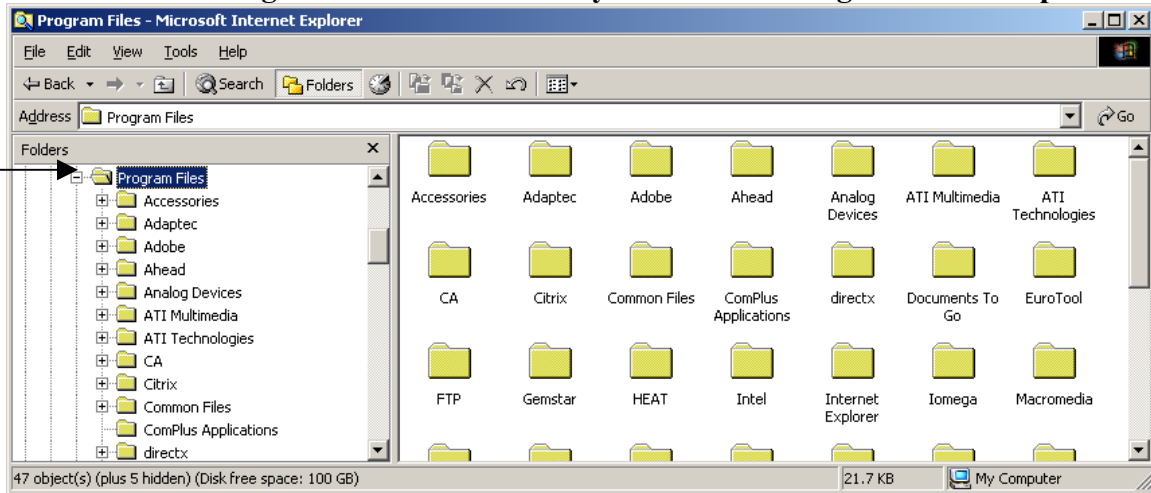 Program Files - Microsoft Internet Explorer
File Edit View Tools Help
Back Search Folders
Address Program Files Go
Folders
Program Files
Accessories
Adaptec
Adobe
Ahead
Analog Devices
ATI Multimedia
ATI Technologies
CA
Citrix
Common Files
ComPlus Applications
directx
Accessories Adaptec Adobe Ahead Analog Devices ATI Multimedia ATI Technologies
CA Citrix Common Files ComPlus Applications directx Documents To Go EuroTool
FTP Gemstar HEAT Intel Internet Explorer Iomega Macromedia
47 object(s) (plus 5 hidden) (Disk free space: 100 GB) 21.7 KB My Computer